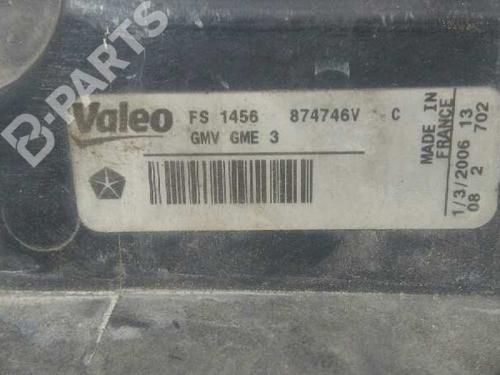 B-PARTS
Valeo FS 1456 874746V C
GMV GME 3
MADE IN
FRANCE
1/3/2006 13
08 2 702